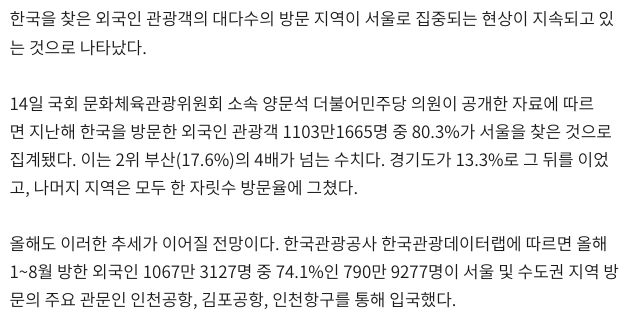 한국을 찾은 외국인 관광객의 대다수의 방문 지역이 서울로 집중되는 현상이 지속되고 있
는 것으로 나타났다.
14일 국회 문화체육관광위원회 소속 양문석 더불어민주당 의원이 공개한 자료에 따르
면 지난해 한국을 방문한 외국인 관광객 1103만1665명 중 80.3%가 서울을 찾은 것으로
집계됐다. 이는 2위 부산(17.6%)의 4배가 넘는 수치다. 경기도가 13.3%로 그 뒤를 이었
고, 나머지 지역은 모두 한 자릿수 방문율에 그쳤다.
올해도 이러한 추세가 이어질 전망이다. 한국관광공사 한국관광데이터랩에 따르면 올해
1~8월 방한 외국인 1067만 3127명 중 74.1%인 790만 9277명이 서울 및 수도권 지역 방
문의 주요 관문인 인천공항, 김포공항, 인천항구를 통해 입국했다.